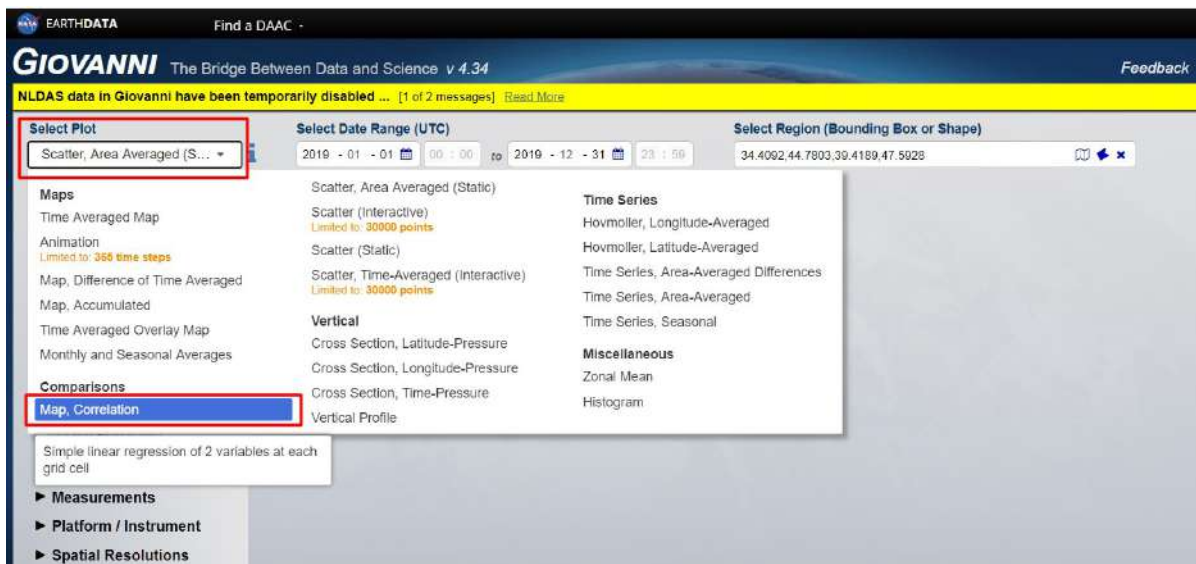 EARTHDATA
Find a DAAC -
GIOVANNI The Bridge Between Data and Science v 4.34
Feedback
NLDAS data in Giovanni have been temporarily disabled ... [1 of 2 messages] Read More
Select Plot
Scatter, Area Averaged (S...
Select Date Range (UTC)
2019 - 01 - 01 00 : 00 to 2019 - 12 - 31 23 : 59
Select Region (Bounding Box or Shape)
34.4092,44.7803,39.4189,47.5928
Maps
Time Averaged Map
Animation
Limited to: 365 time steps
Map, Difference of Time Averaged
Map, Accumulated
Time Averaged Overlay Map
Monthly and Seasonal Averages
Comparisons
Map, Correlation
Scatter, Area Averaged (Static)
Scatter (Interactive)
Limited to: 30000 points
Scatter (Static)
Scatter, Time-Averaged (Interactive)
Limited to: 30000 points
Vertical
Cross Section, Latitude-Pressure
Cross Section, Longitude-Pressure
Cross Section, Time-Pressure
Vertical Profile
Time Series
Hovmoller, Longitude-Averaged
Hovmoller, Latitude-Averaged
Time Series, Area-Averaged Differences
Time Series, Area-Averaged
Time Series, Seasonal
Miscellaneous
Zonal Mean
Histogram
Simple linear regression of 2 variables at each
grid cell
Measurements
Platform / Instrument
Spatial Resolutions